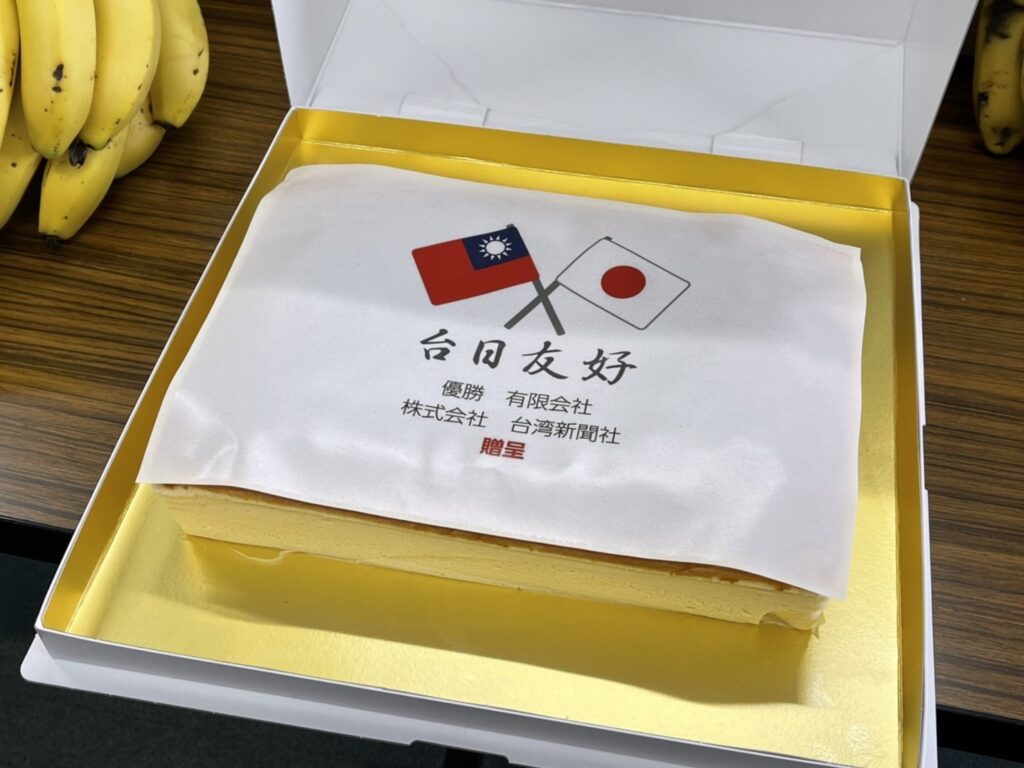 台日友好
優勝　有限会社
株式会社　台湾新聞社
贈呈